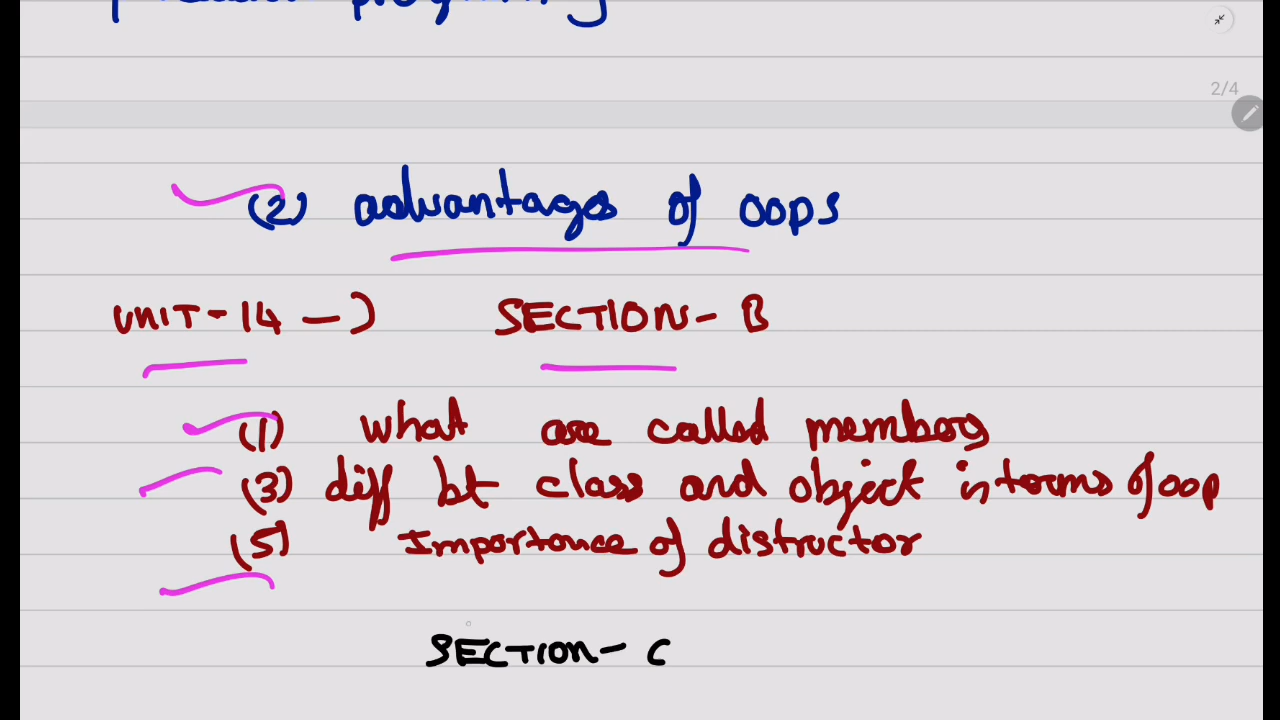 2/4
(2) advantages of oops
UNIT-14 —) SECTION-B
(1) what are called members
(3) diff bt class and object in terms of oop
(5) Importance of distructor
SECTION-C